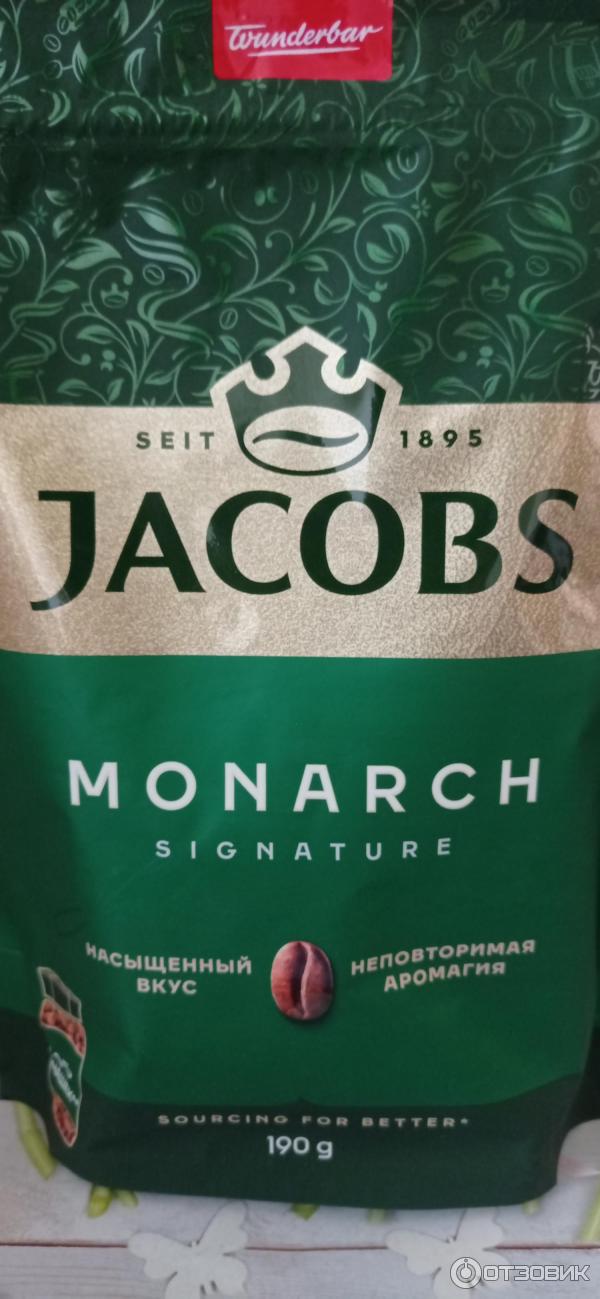 Wunderbar
SEIT 1895
JACOBS
MONARCH
SIGNATURE
НАСЫЩЕННЫЙ
ВКУС
НЕПОВТОРИМАЯ
АРОМАГИЯ
SOURCING FOR BETTER*
190 g
ОТЗОВИК